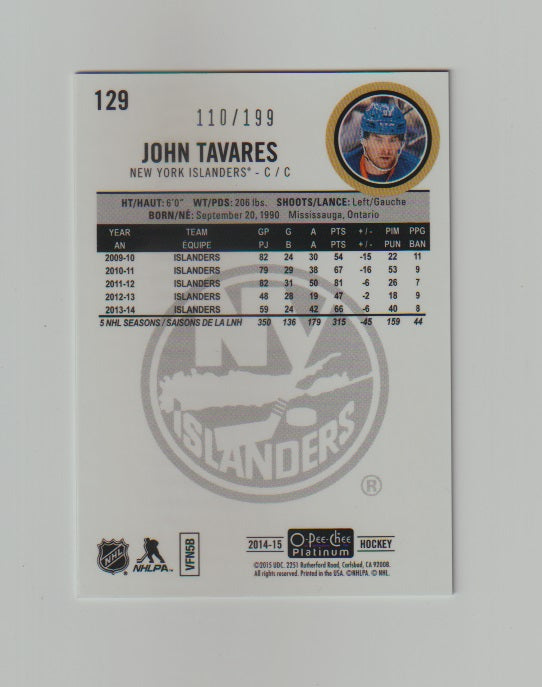 129
110/199
JOHN TAVARES
NEW YORK ISLANDERS® - C / C
HT/HAUT: 6'0" WT/PDS: 206 lbs. SHOOTS/LANCE: Left/Gauche
BORN/NÉ: September 20, 1990 Mississauga, Ontario
YEAR TEAM GP G A PTS +/- PIM PPG
AN ÉQUIPE PJ B A PTS +/- PUN BAN
2009-10 ISLANDERS 82 24 30 54 -15 22 11
2010-11 ISLANDERS 79 29 38 67 -16 53 9
2011-12 ISLANDERS 82 31 50 81 -6 26 7
2012-13 ISLANDERS 48 28 19 47 -2 18 9
2013-14 ISLANDERS 59 24 42 66 -6 40 8
5 NHL SEASONS / SAISONS DE LA LNH 350 136 179 315 -45 159 44
NY
ISLANDERS
®
NHL
NHLPA™
VFN5B
2014-15 O-Pee-Chee Platinum HOCKEY
©2015 UDC. 2251 Rutherford Road, Carlsbad, CA 92008.
All rights reserved. Printed in the USA. ©NHLPA. © NHL.